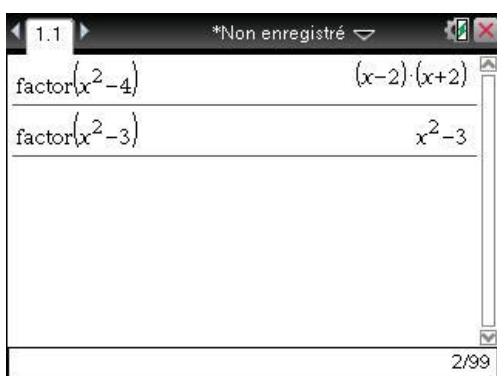 1.1 *Non enregistré
factor(x²-4) (x-2)·(x+2)
factor(x²-3) x²-3
2/99